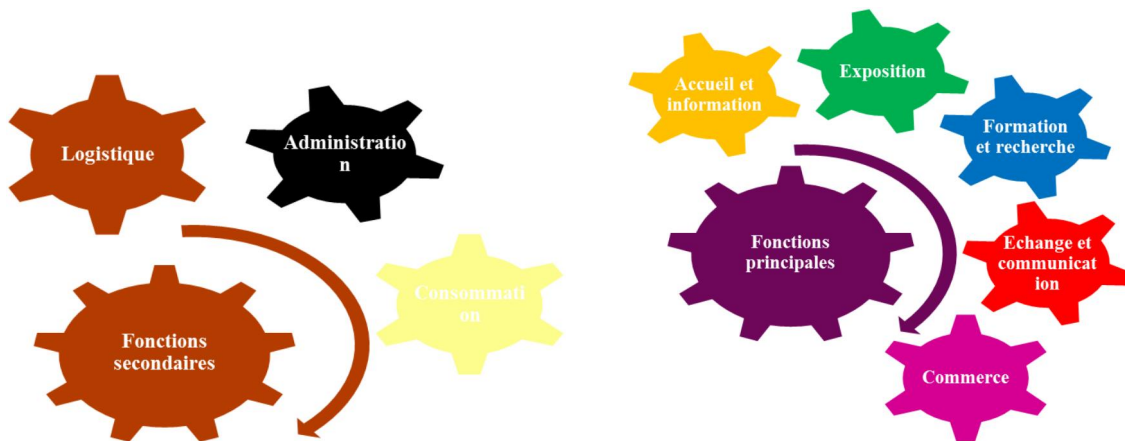 Logistique
Administratio
n
Consommati
on
Fonctions
secondaires
Accueil et
information
Exposition
Formation
et recherche
Echange et
communicat
ion
Commerce
Fonctions
principales